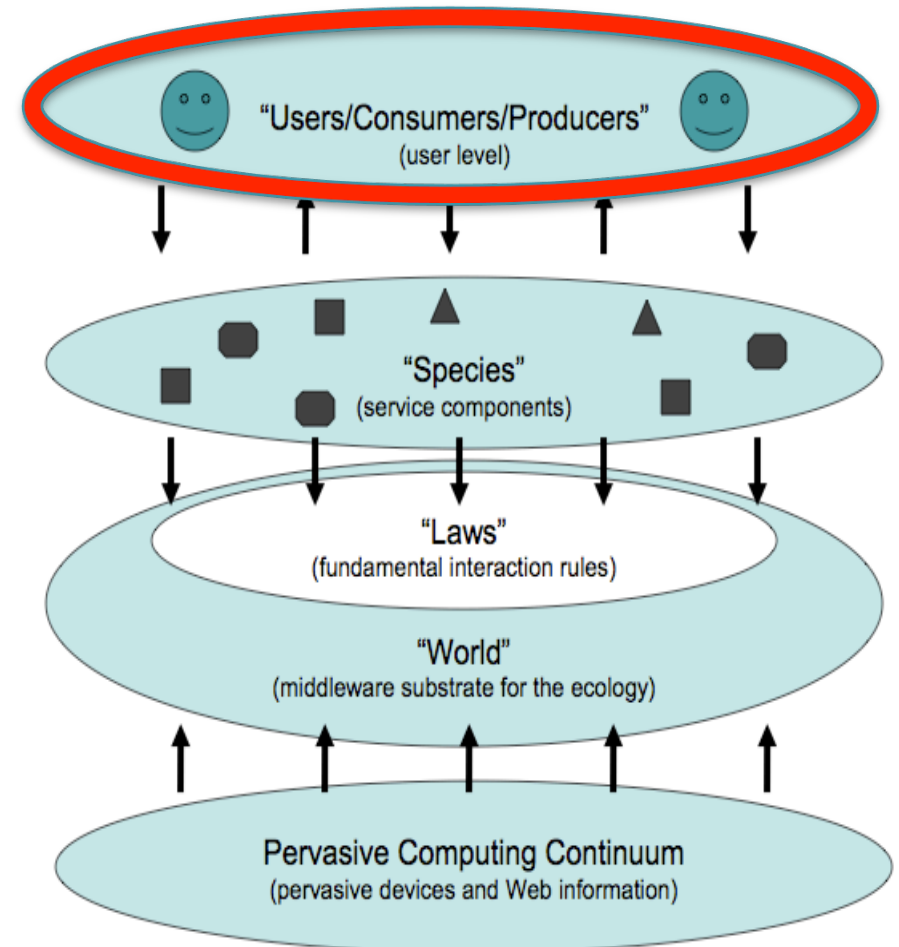 “Users/Consumers/Producers”
(user level)
“Species”
(service components)
“Laws”
(fundamental interaction rules)
“World”
(middleware substrate for the ecology)
Pervasive Computing Continuum
(pervasive devices and Web information)